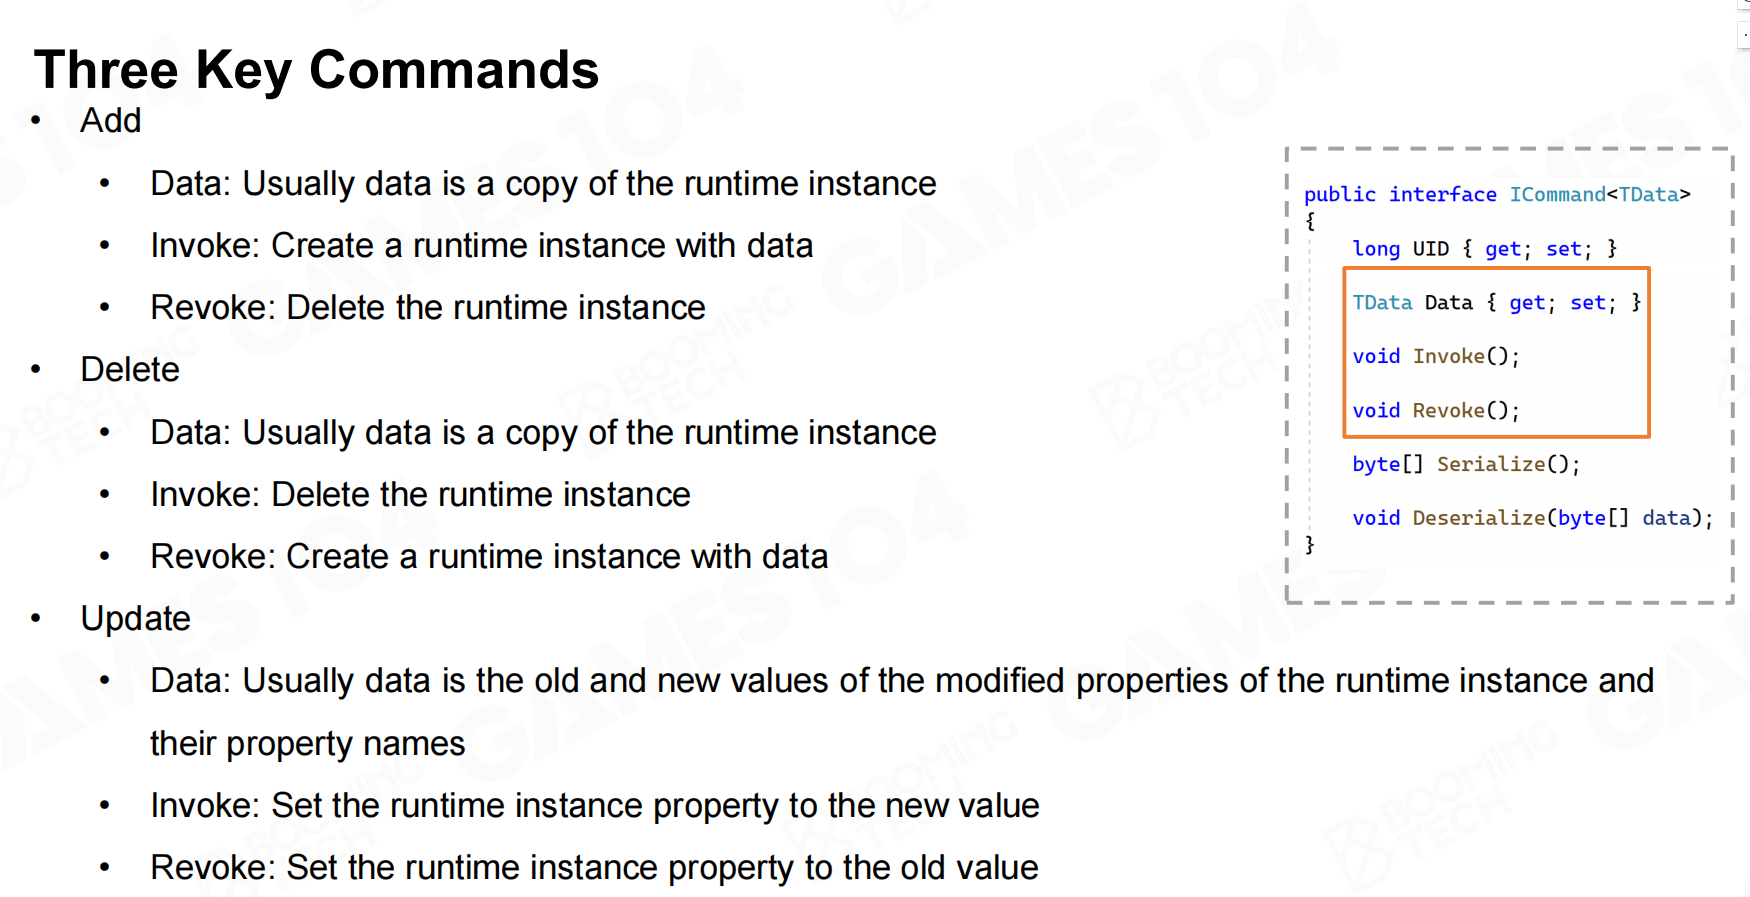 Three Key Commands
• Add
• Data: Usually data is a copy of the runtime instance
• Invoke: Create a runtime instance with data
• Revoke: Delete the runtime instance
• Delete
• Data: Usually data is a copy of the runtime instance
• Invoke: Delete the runtime instance
• Revoke: Create a runtime instance with data
• Update
• Data: Usually data is the old and new values of the modified properties of the runtime instance and
their property names
• Invoke: Set the runtime instance property to the new value
• Revoke: Set the runtime instance property to the old value
public interface ICommand<TData>
{
long UID { get; set; }
TData Data { get; set; }
void Invoke();
void Revoke();
byte[] Serialize();
void Deserialize(byte[] data);
}
GAMES104
BOOMING
TECH